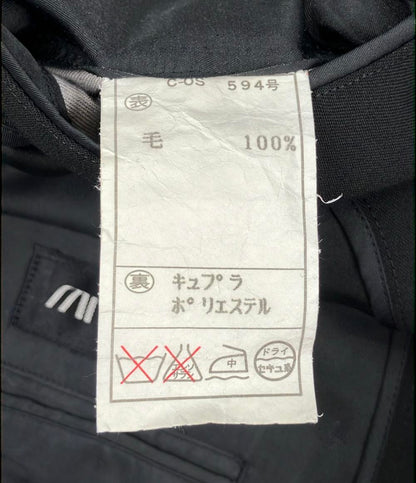 C-OS 594号
表
毛 100%
裏 キュプラ
ポリエステル
中 ドライ
セキユ系